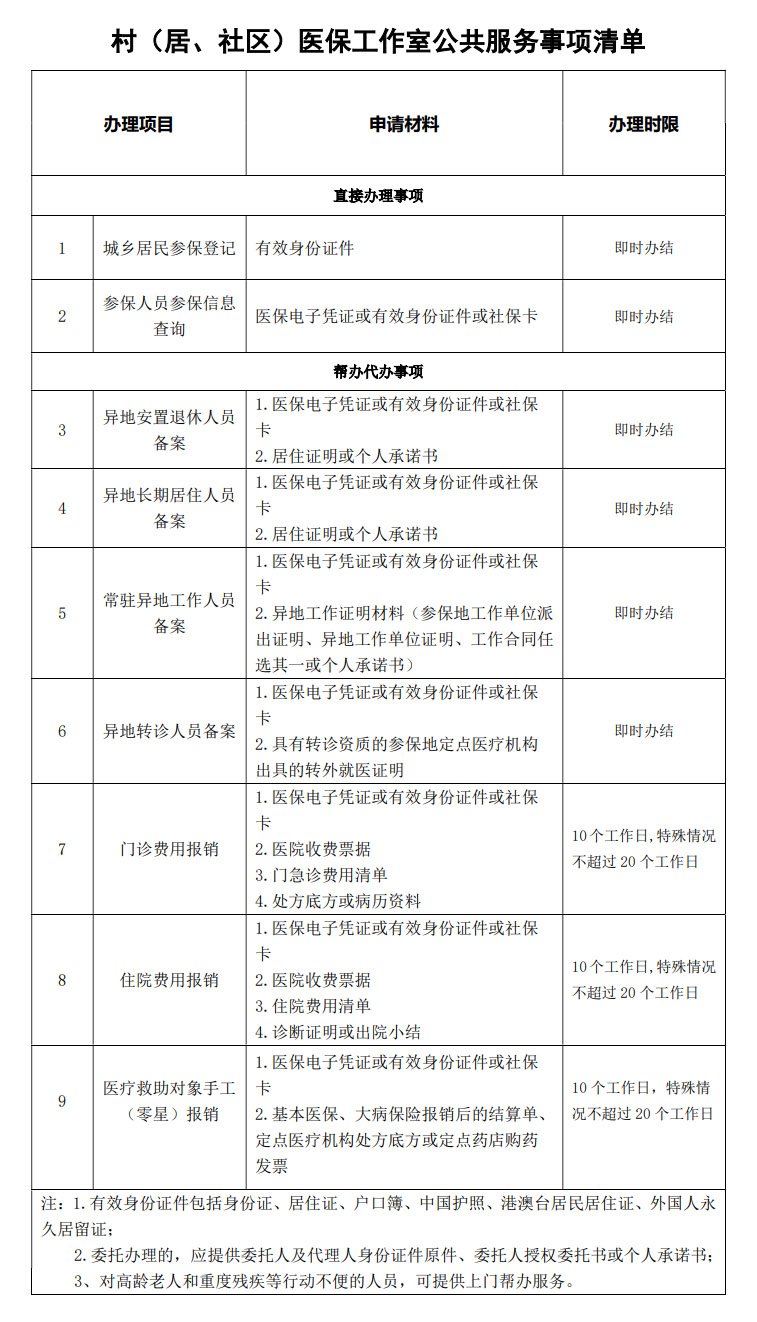 村（居、社区）医保工作室公共服务事项清单
办理项目 申请材料 办理时限
直接办理事项
1 城乡居民参保登记 有效身份证件 即时办结
2 参保人员参保信息
查询 医保电子凭证或有效身份证件或社保卡 即时办结
帮办代办事项
3 异地安置退休人员
备案 1.医保电子凭证或有效身份证件或社保
卡
2.居住证明或个人承诺书 即时办结
4 异地长期居住人员
备案 1.医保电子凭证或有效身份证件或社保
卡
2.居住证明或个人承诺书 即时办结
5 常驻异地工作人员
备案 1.医保电子凭证或有效身份证件或社保
卡
2.异地工作证明材料（参保地工作单位派
出证明、异地工作单位证明、工作合同任
选其一或个人承诺书） 即时办结
6 异地转诊人员备案 1.医保电子凭证或有效身份证件或社保
卡
2.具有转诊资质的参保地定点医疗机构
出具的转外就医证明 即时办结
7 门诊费用报销 1.医保电子凭证或有效身份证件或社保
卡
2.医院收费票据
3.门急诊费用清单
4.处方底方或病历资料 10个工作日,特殊情况
不超过20个工作日
8 住院费用报销 1.医保电子凭证或有效身份证件或社保
卡
2.医院收费票据
3.住院费用清单
4.诊断证明或出院小结 10个工作日,特殊情况
不超过20个工作日
9 医疗救助对象手工
（零星）报销 1.医保电子凭证或有效身份证件或社保
卡
2.基本医保、大病保险报销后的结算单、
定点医疗机构处方底方或定点药店购药
发票 10个工作日，特殊情
况不超过20个工作日
注：1.有效身份证件包括身份证、居住证、户口簿、中国护照、港澳台居民居住证、外国人永
久居留证；
2.委托办理的，应提供委托人及代理人身份证件原件、委托人授权委托书或个人承诺书；
3、对高龄老人和重度残疾等行动不便的人员，可提供上门帮办服务。